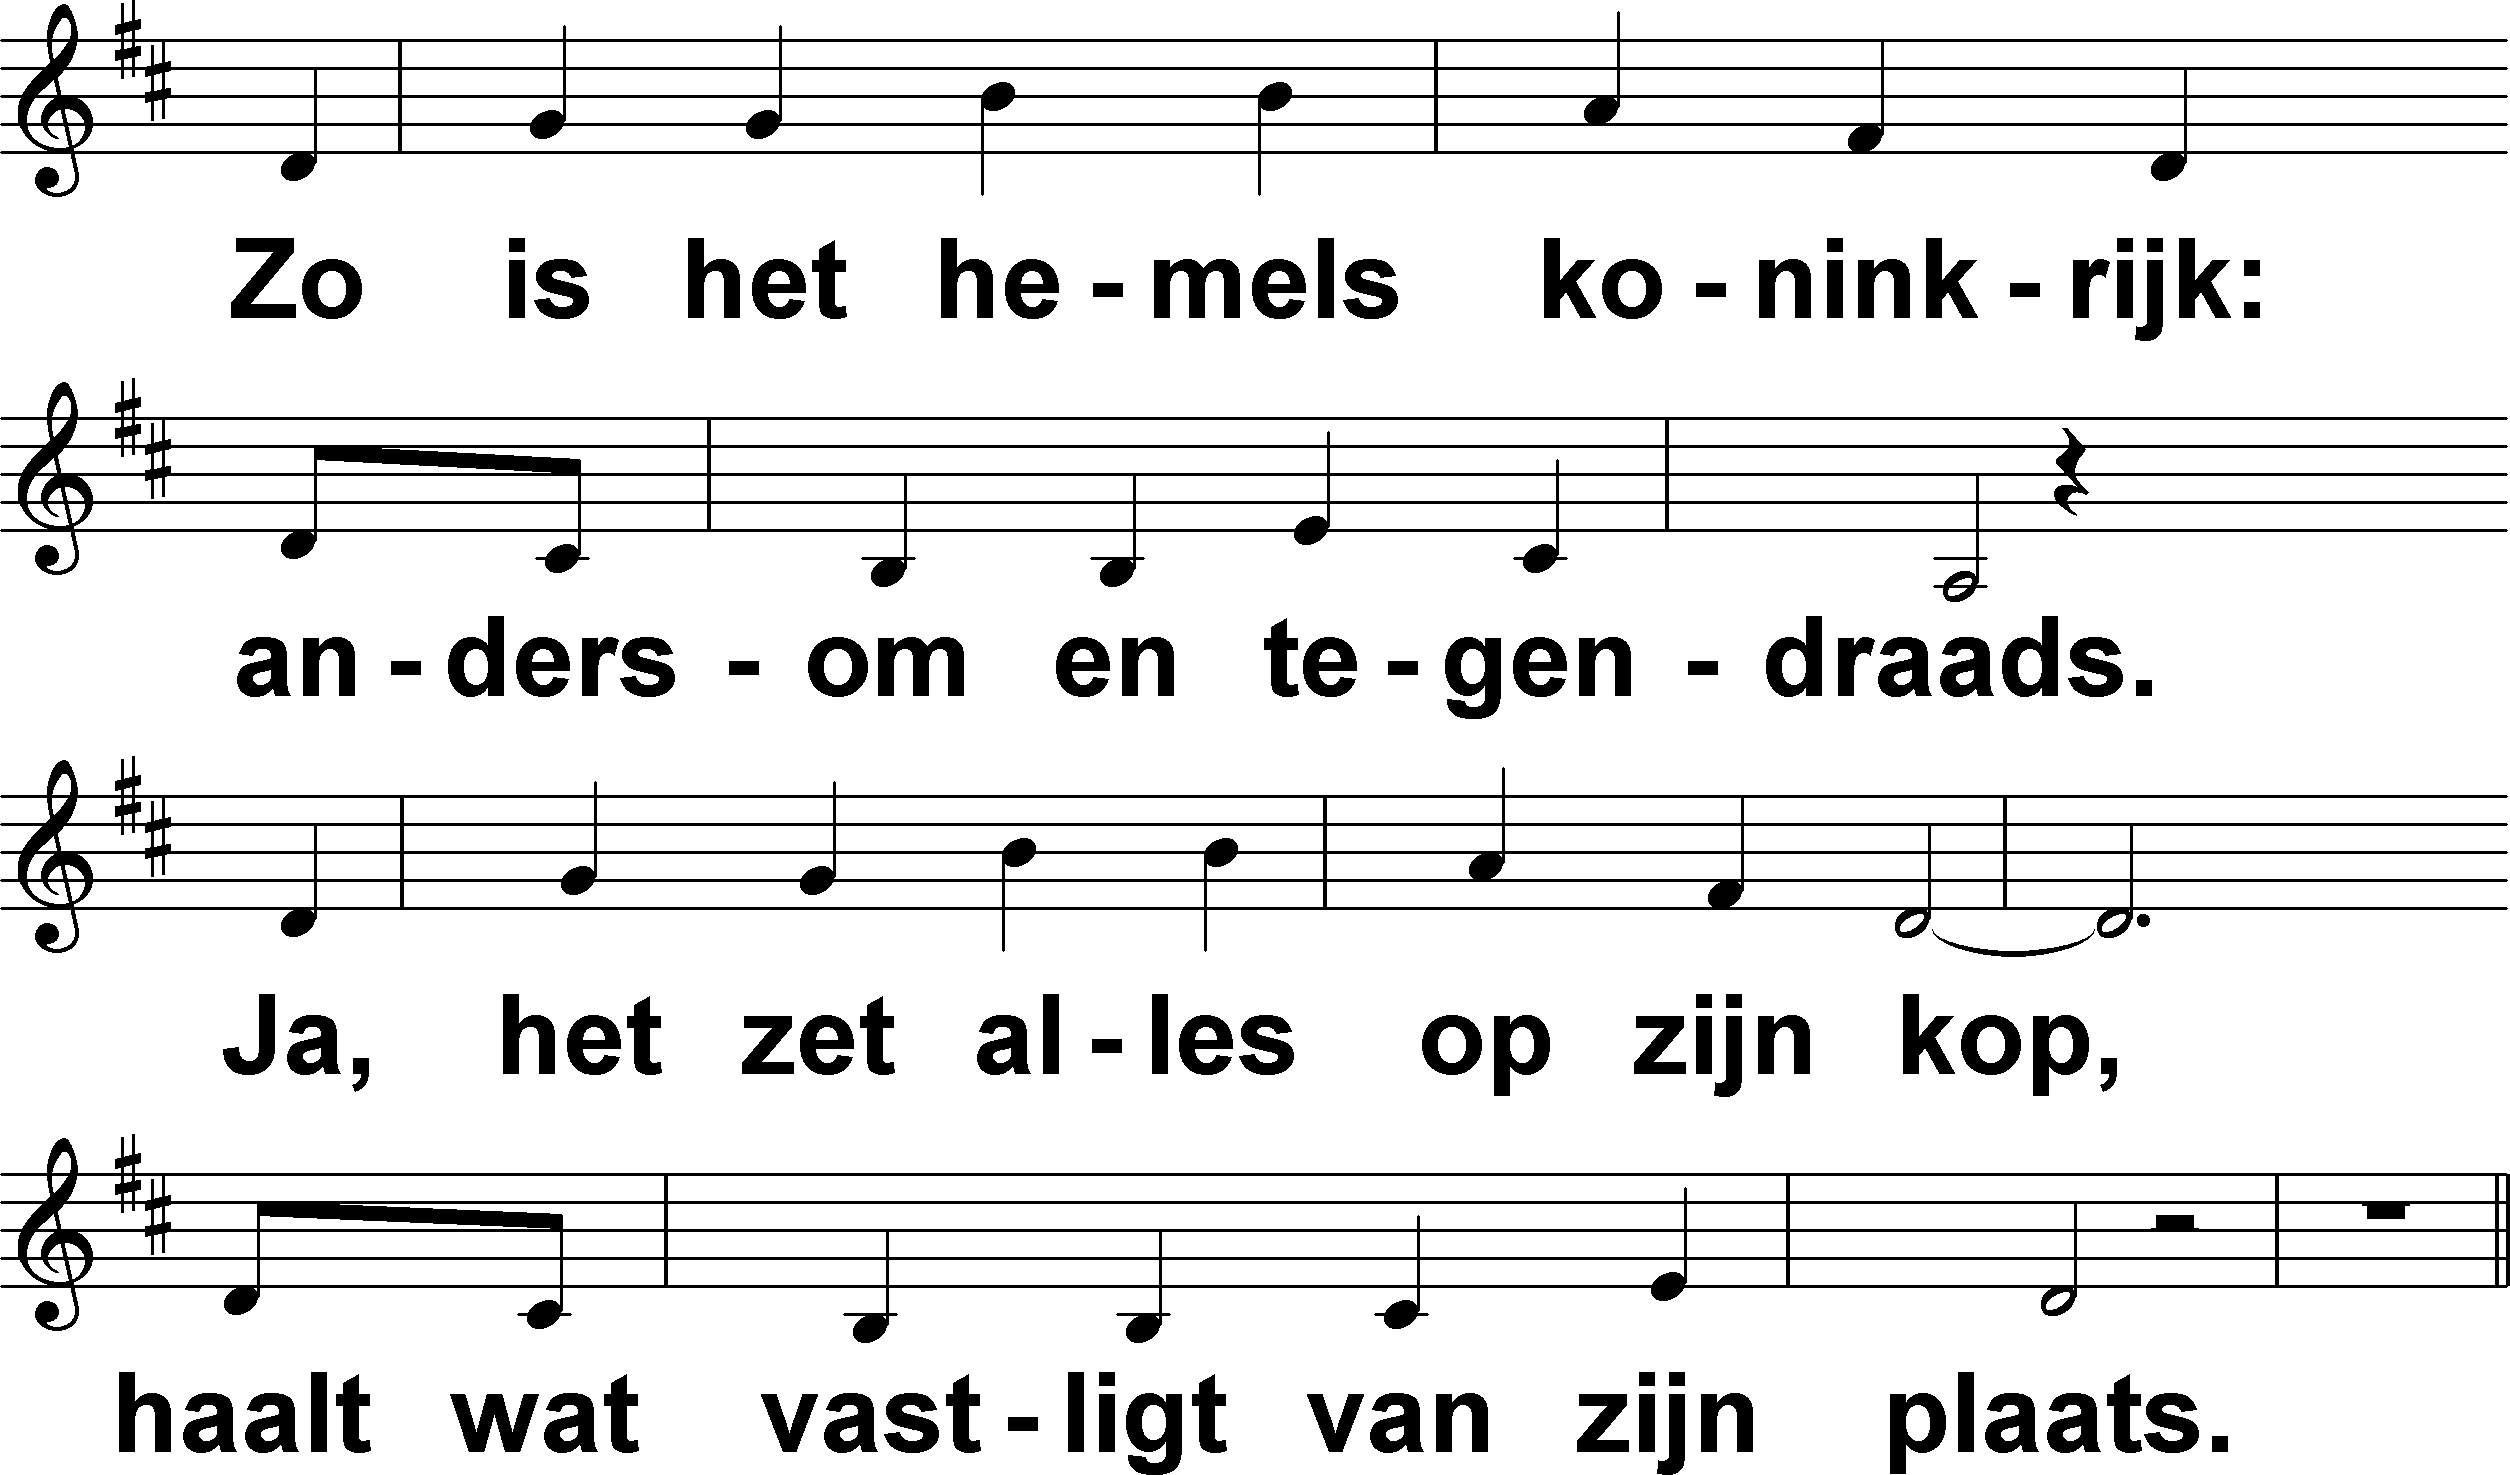 Zo is het he - mels ko - nink - rijk:
an - ders - om en te - gen - draads.
Ja, het zet al - les op zijn kop,
haalt wat vast - ligt van zijn plaats.